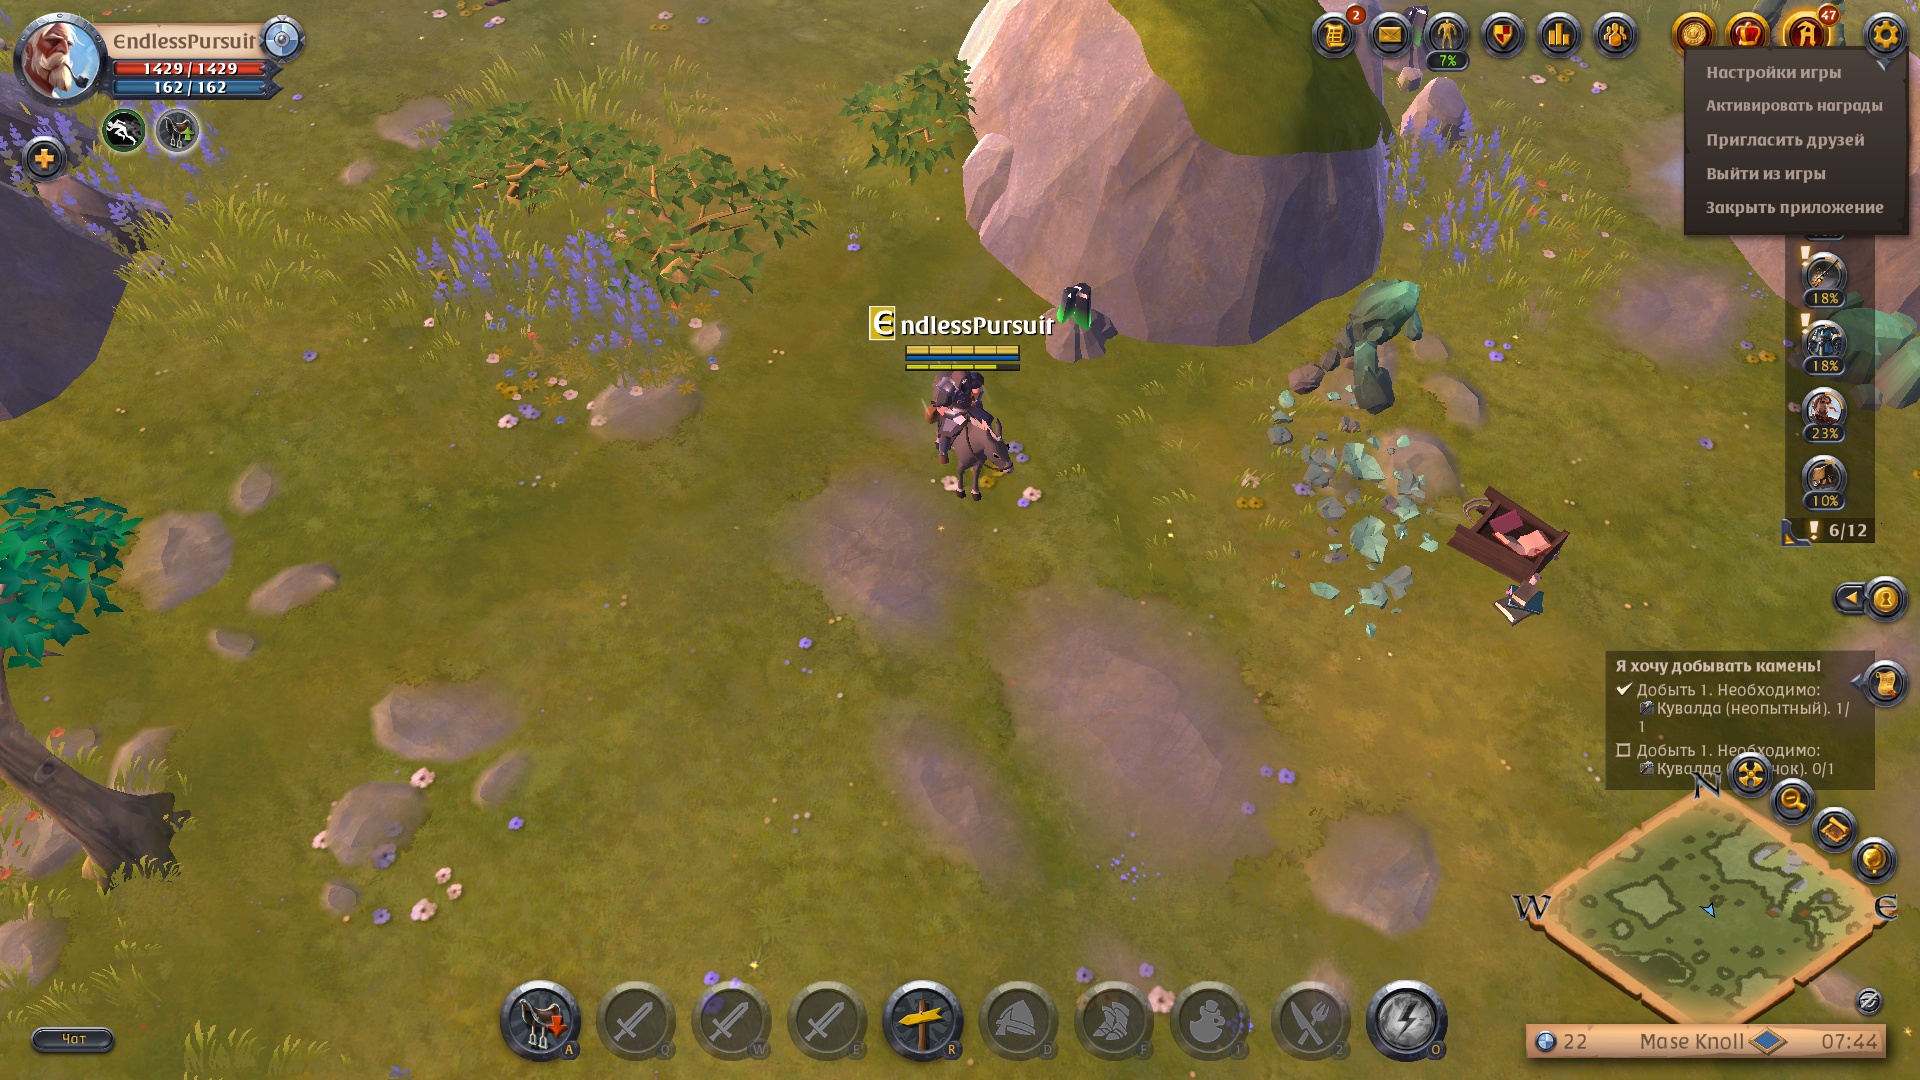 EndlessPursuit
1429 / 1429
162 / 162
2
7%
47
Настройки игры
Активировать награды
Пригласить друзей
Выйти из игры
Закрыть приложение
18%
18%
23%
10%
6/12
EndlessPursuit
Я хочу добывать камень!
Добыть 1. Необходимо:
Кувалда (неопытный). 1/
1
Добыть 1. Необходимо:
Кувалда 0/1
N
W
E
Чат
A
Q
W
E
R
D
F
1
2
O
22 Mase Knoll 07:44